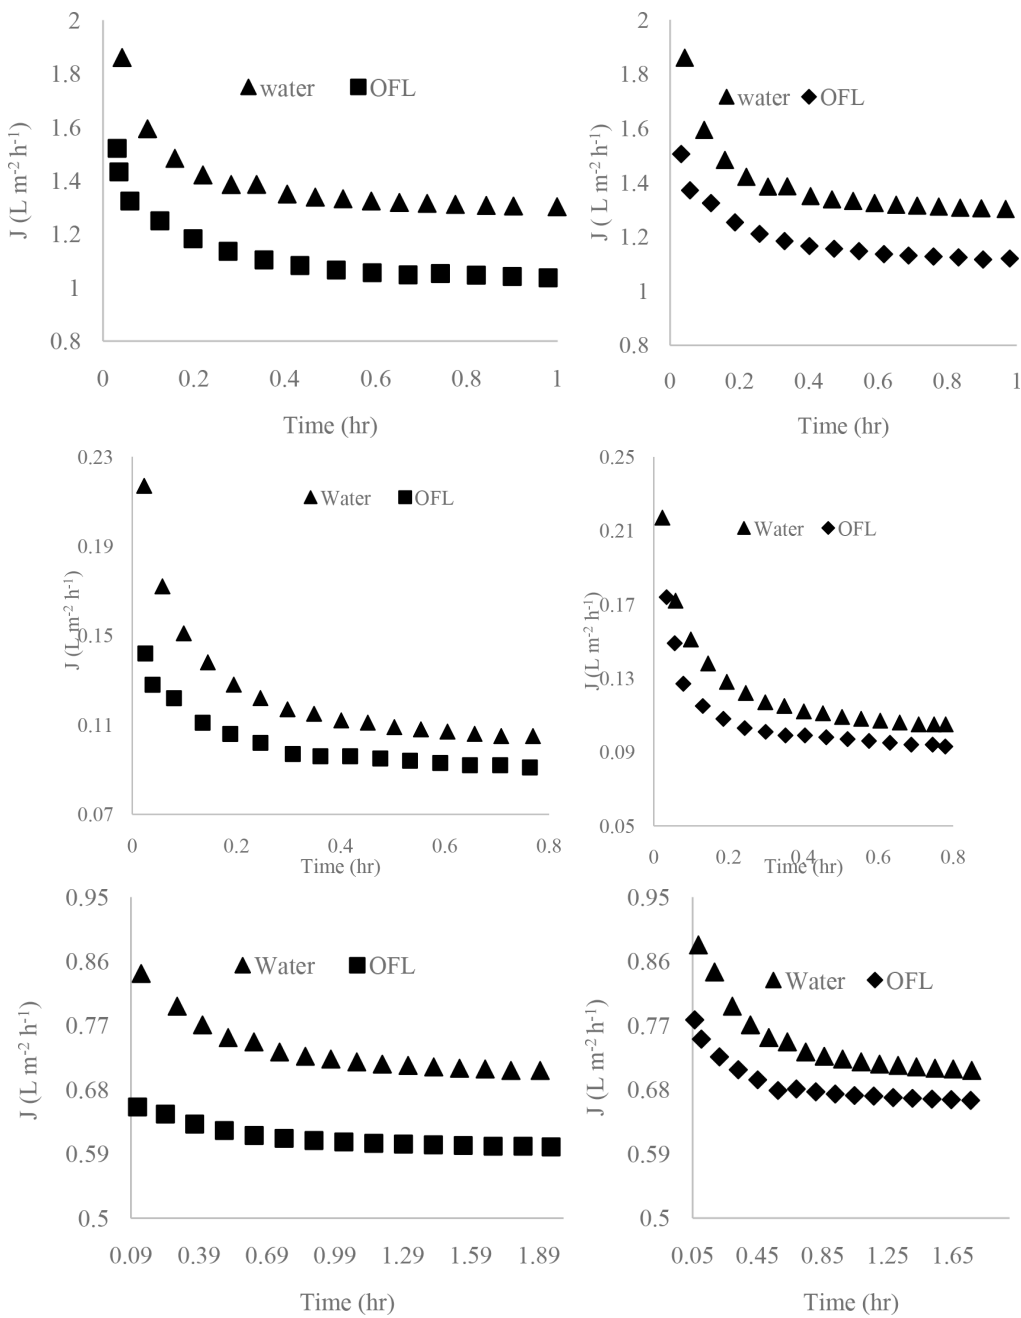 2
1.8
1.6
1.4
1.2
1
0.8
J (L m-2 h-1)
water OFL
0 0.2 0.4 0.6 0.8 1
Time (hr)
2
1.8
1.6
1.4
1.2
1
0.8
J ( L m-2 h-1)
water OFL
0 0.2 0.4 0.6 0.8 1
Time (hr)
0.23
0.19
0.15
0.11
0.07
J (L m-2 h-1)
Water OFL
0 0.2 0.4 0.6 0.8
Time (hr)
0.25
0.21
0.17
0.13
0.09
0.05
J (L m-2 h-1)
Water OFL
0 0.2 0.4 0.6 0.8
Time (hr)
0.95
0.86
0.77
0.68
0.59
0.5
J (L m-2 h-1)
Water OFL
0.09 0.39 0.69 0.99 1.29 1.59 1.89
Time (hr)
0.95
0.86
0.77
0.68
0.59
0.5
J (L m-2 h-1)
Water OFL
0.05 0.45 0.85 1.25 1.65
Time (hr)